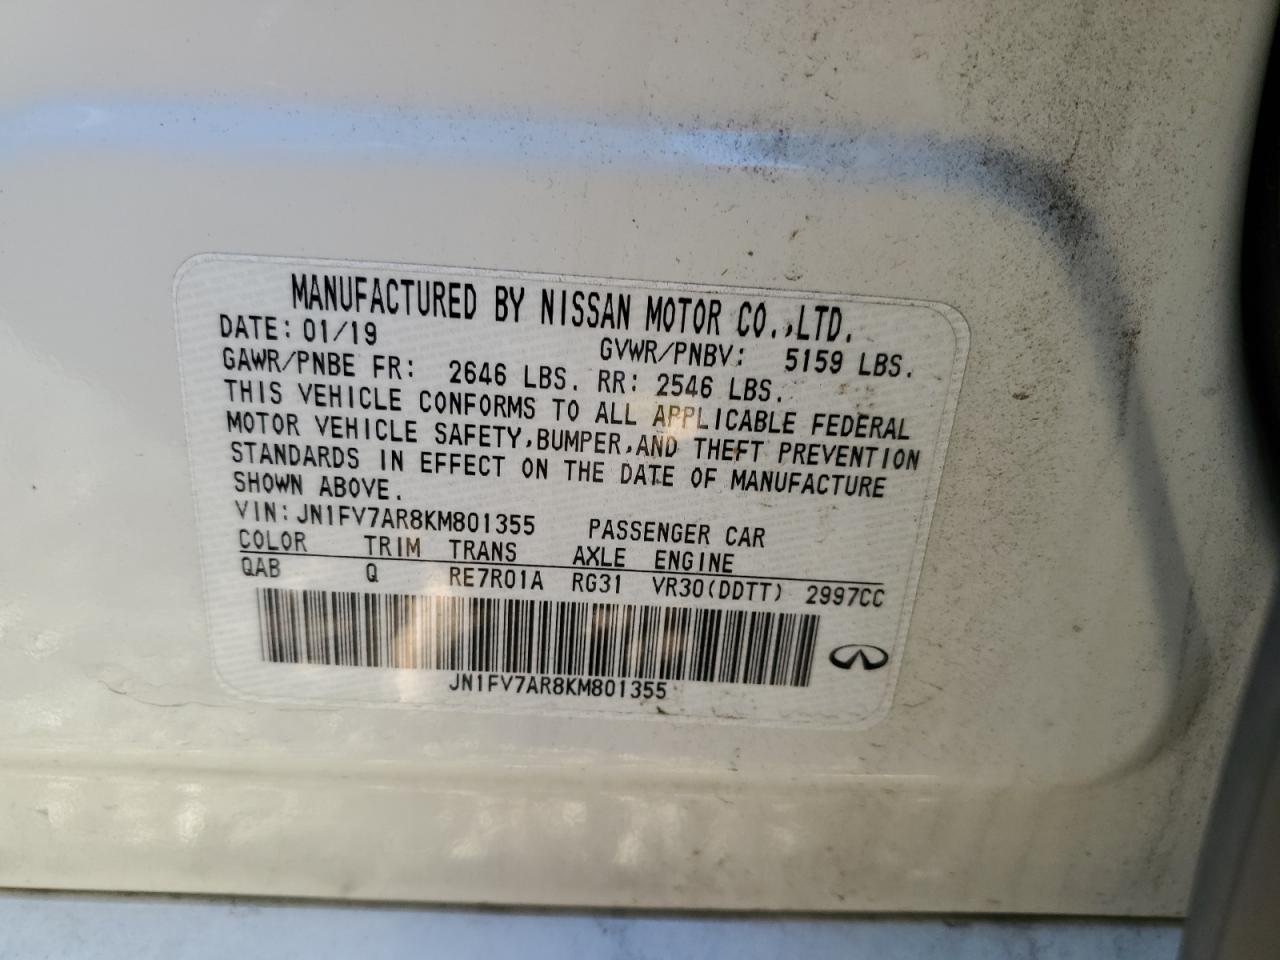 MANUFACTURED BY NISSAN MOTOR CO.,LTD.
DATE: 01/19 GVWR/PNBV: 5159 LBS.
GAWR/PNBE FR: 2646 LBS. RR: 2546 LBS.
THIS VEHICLE CONFORMS TO ALL APPLICABLE FEDERAL
MOTOR VEHICLE SAFETY,BUMPER,AND THEFT PREVENTION
STANDARDS IN EFFECT ON THE DATE OF MANUFACTURE
SHOWN ABOVE.
VIN: JN1FV7AR8KM801355 PASSENGER CAR
COLOR TRIM TRANS AXLE ENGINE
QAB Q RE7R01A RG31 VR30(DDTT) 2997CC
JN1FV7AR8KM801355